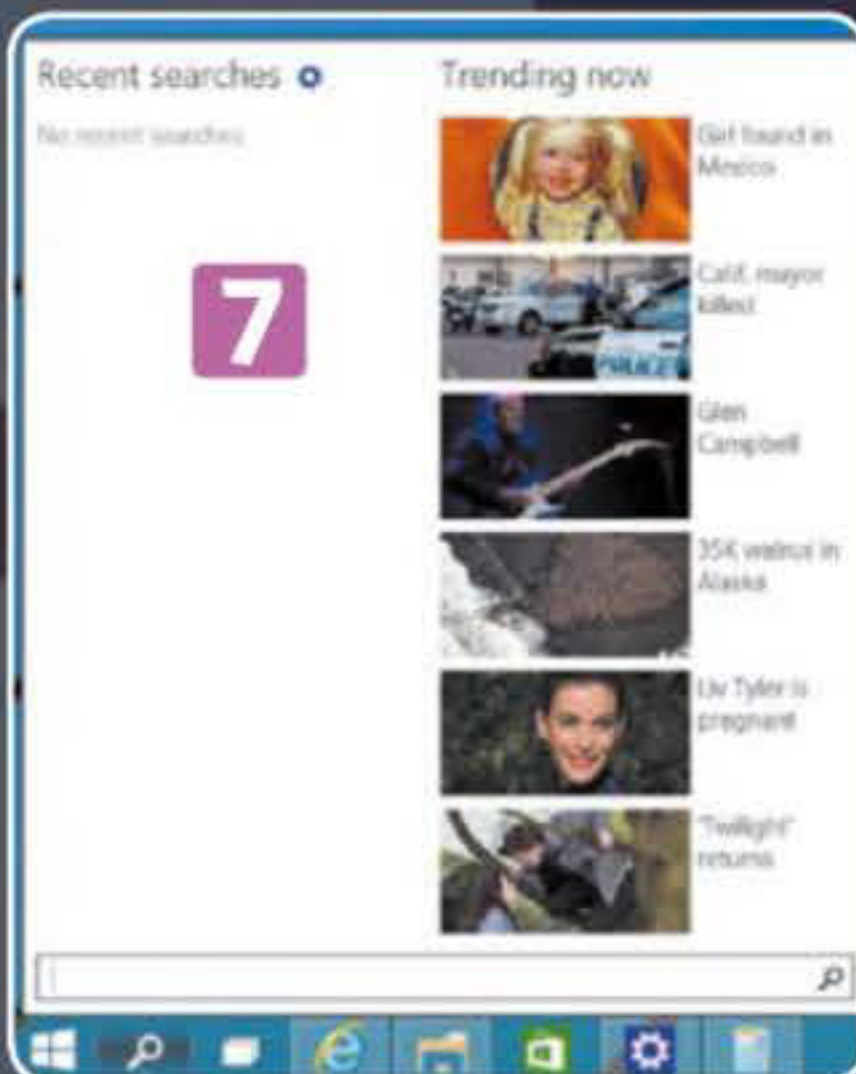 Recent searches
No recent searches
7
Trending now
Girl found in
Mexico
Calif. mayor
killed
POLICE
Glen
Campbell
35K walrus in
Alaska
Liv Tyler is
pregnant
'Twilight'
returns